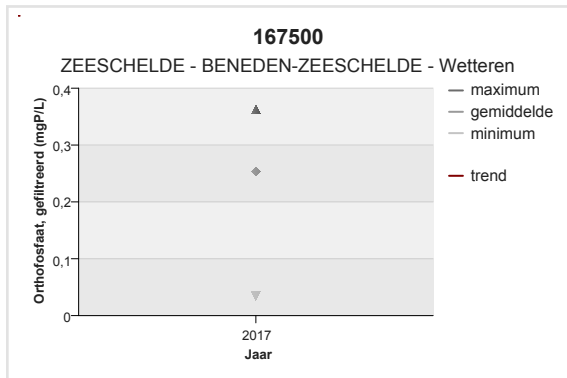 167500
ZEESCHELDE - BENEDEN-ZEESCHELDE - Wetteren
Orthofosfaat, gefiltreerd (mgP/L)
0,4
0,3
0,2
0,1
0
2017
Jaar
maximum
gemiddelde
minimum
trend